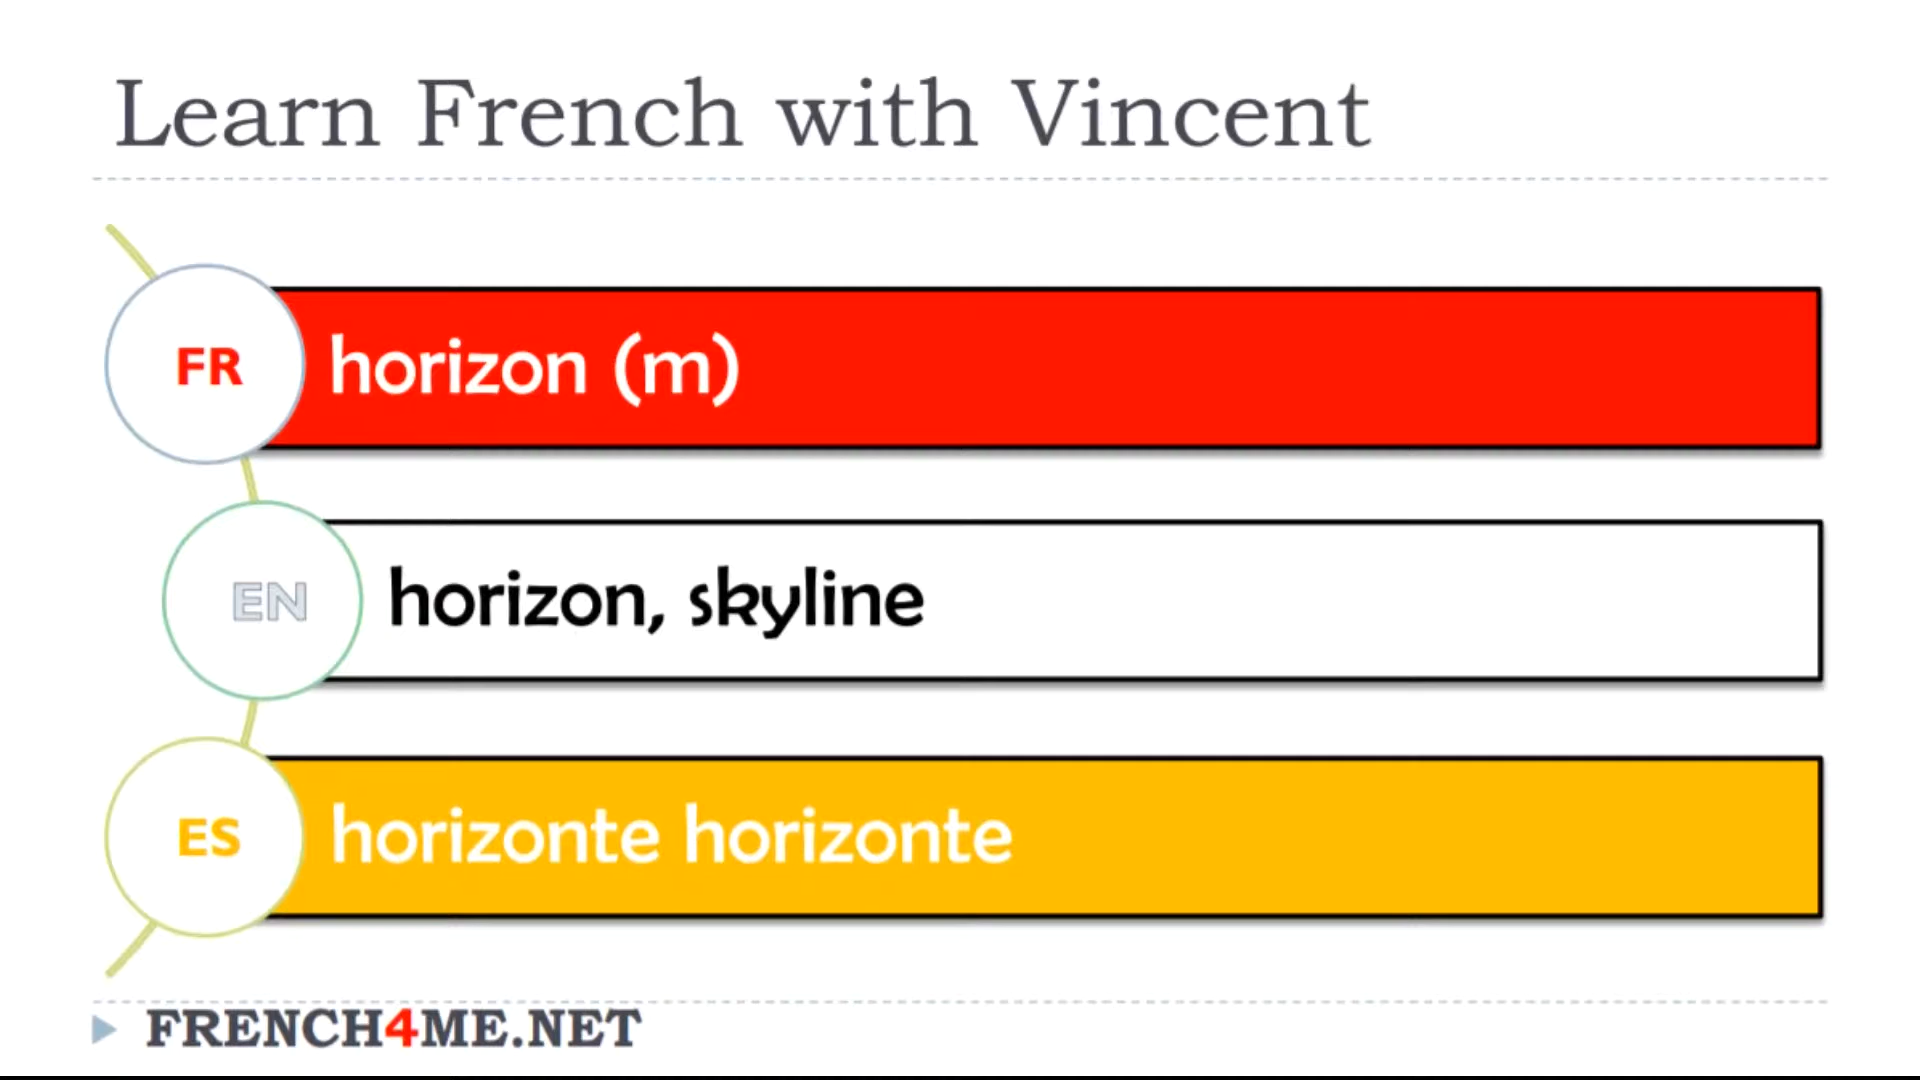 Learn French with Vincent
FR
horizon (m)
EN
horizon, skyline
ES
horizonte horizonte
FRENCH4ME.NET